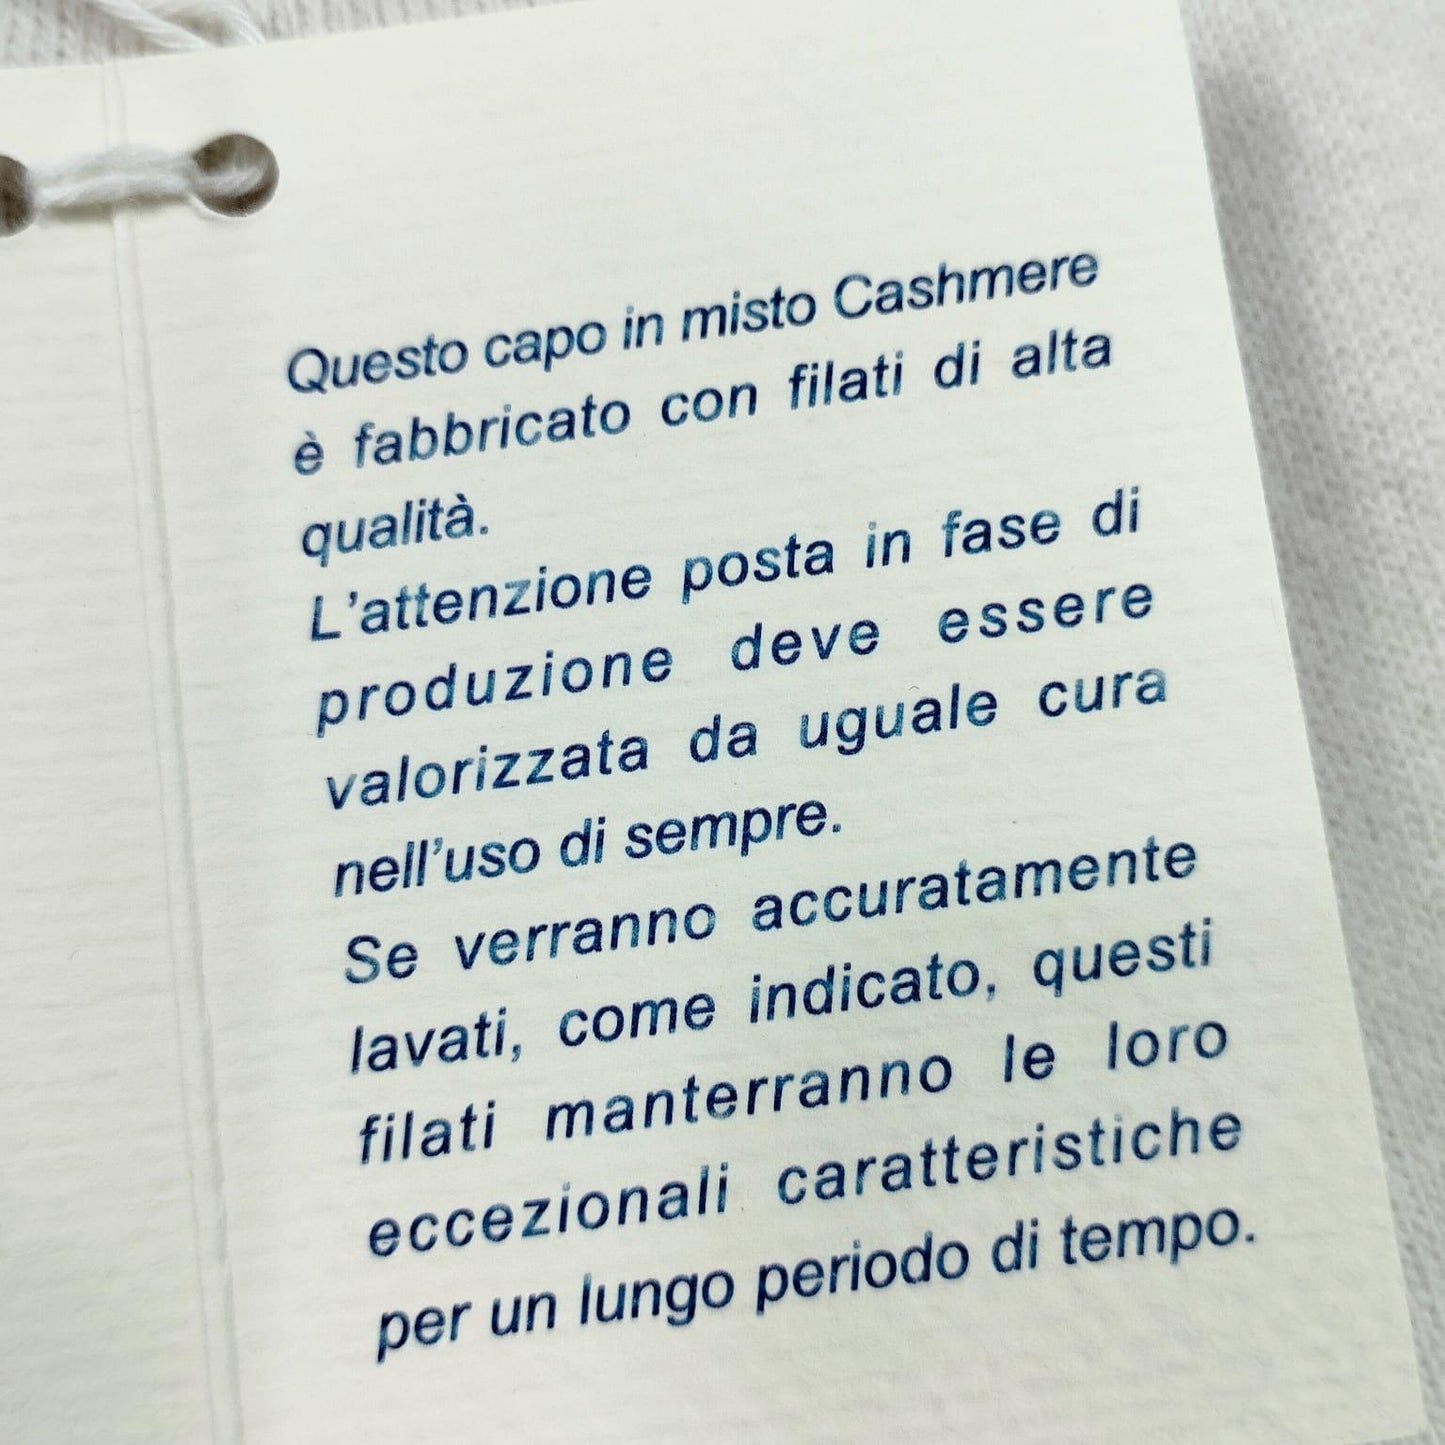 Questo capo in misto Cashmere
è fabbricato con filati di alta
qualità.
L'attenzione posta in fase di
produzione deve essere
valorizzata da uguale cura
nell'uso di sempre.
Se verranno accuratamente
lavati, come indicato, questi
filati manterranno le loro
eccezionali caratteristiche
per un lungo periodo di tempo.